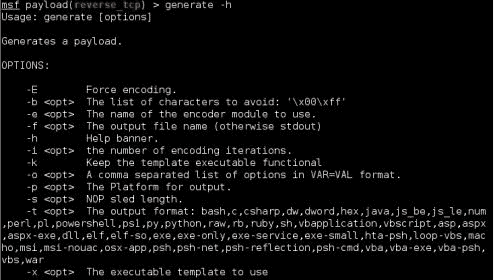 msf payload(reverse_tcp) > generate -h
Usage: generate [options]
Generates a payload.
OPTIONS:
-E Force encoding.
-b <opt> The list of characters to avoid: '\x00\xff'
-e <opt> The name of the encoder module to use.
-f <opt> The output file name (otherwise stdout)
-h Help banner.
-i <opt> the number of encoding iterations.
-k Keep the template executable functional
-o <opt> A comma separated list of options in VAR=VAL format.
-p <opt> The Platform for output.
-s <opt> NOP sled length.
-t <opt> The output format: bash,c,csharp,dw,dword,hex,java,js_be,js_le,num
,perl,pl,powershell,ps1,py,python,raw,rb,ruby,sh,vbapplication,vbscript,asp,aspx
,aspx-exe,dll,elf,elf-so,exe,exe-only,exe-service,exe-small,hta-psh,loop-vbs,mac
ho,msi,msi-nouac,osx-app,psh,psh-net,psh-reflection,psh-cmd,vba,vba-exe,vba-psh,
vbs,war
-x <opt> The executable template to use